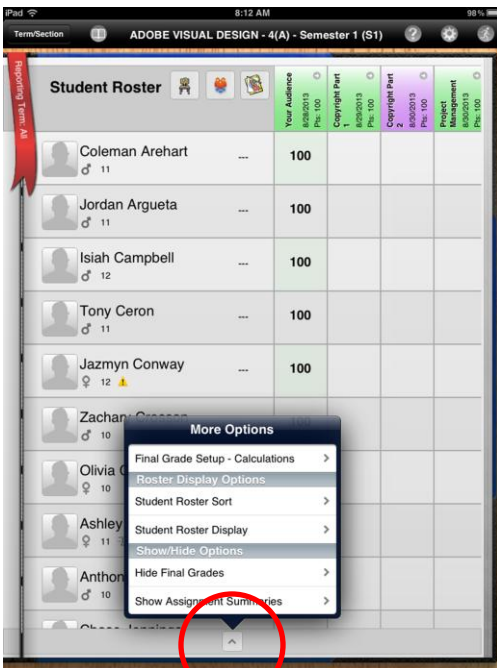 iPad 8:12 AM 98%
Term/Section ADOBE VISUAL DESIGN - 4(A) - Semester 1 (S1) ?
Reporting Term: All
Student Roster
Your Audience
8/28/2013
Pts: 100
Copyright Part
1
8/29/2013
Pts: 100
Copyright Part
2
8/30/2013
Pts: 100
Project
Management
8/30/2013
Pts: 100
Coleman Arehart --- 100
♂ 11
Jordan Argueta --- 100
♂ 11
Isiah Campbell --- 100
♂ 12
Tony Ceron --- 100
♂ 11
Jazmyn Conway --- 100
♀ 12
Zachary
♂ 10
Olivia
♀ 10
Ashley
♀ 11
Anthon
♂ 10
More Options
Final Grade Setup - Calculations >
Roster Display Options
Student Roster Sort >
Student Roster Display >
Show/Hide Options
Hide Final Grades >
Show Assignment Summaries >